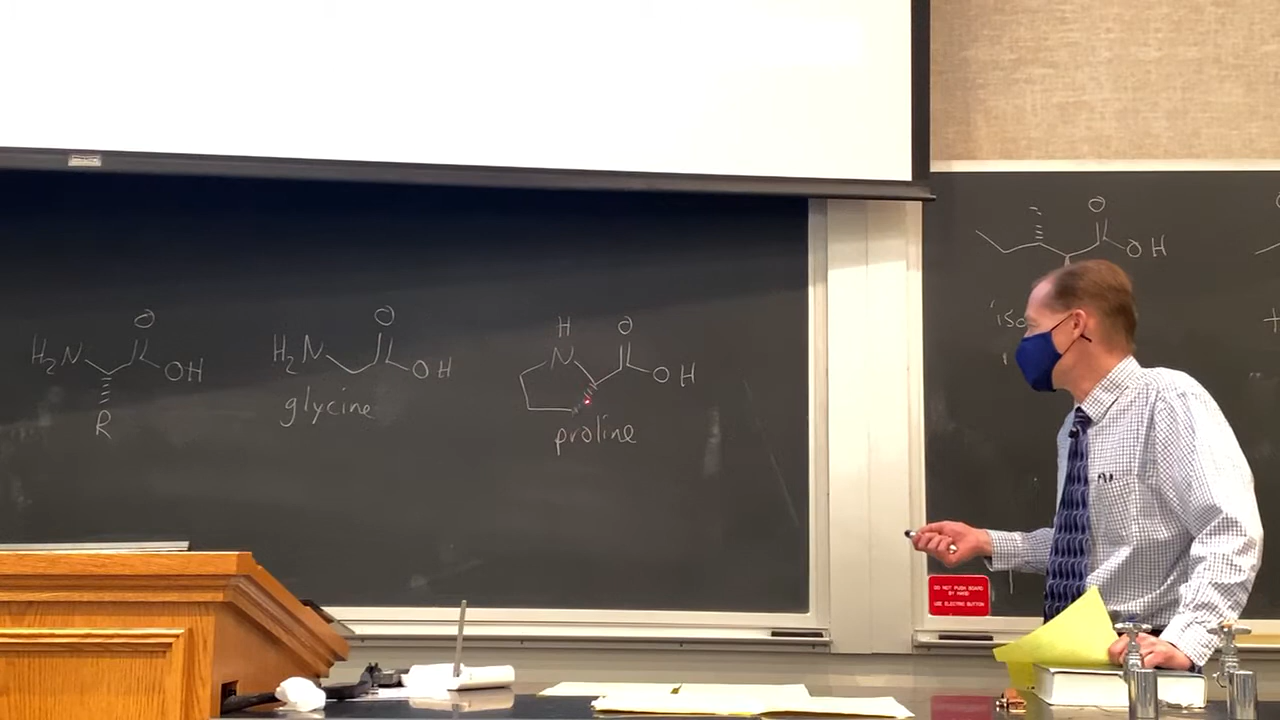 O
H₂N OH
R
O
H₂N OH
glycine
H
N
O
OH
proline
O
OH
iso
DO NOT PUSH BOARD
BY HAND
USE ELECTRIC BUTTON